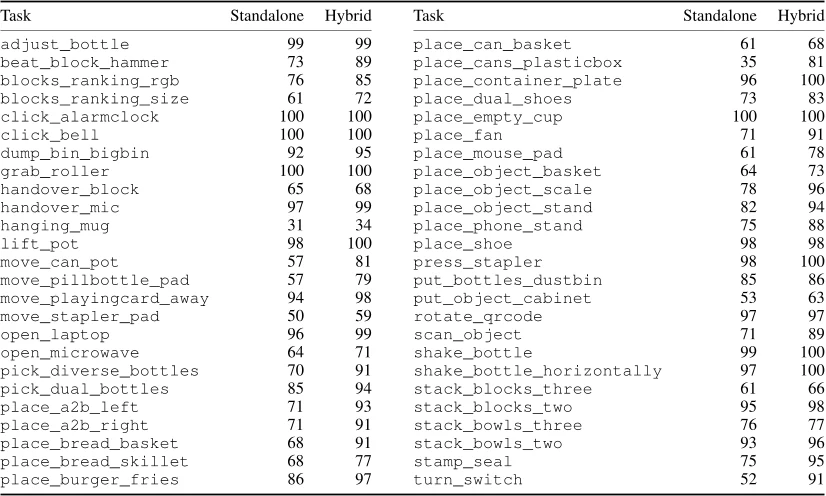 Task Standalone Hybrid Task Standalone Hybrid
adjust_bottle 99 99 place_can_basket 61 68
beat_block_hammer 73 89 place_cans_plasticbox 35 81
blocks_ranking_rgb 76 85 place_container_plate 96 100
blocks_ranking_size 61 72 place_dual_shoes 73 83
click_alarmclock 100 100 place_empty_cup 100 100
click_bell 100 100 place_fan 71 91
dump_bin_bigbin 92 95 place_mouse_pad 61 78
grab_roller 100 100 place_object_basket 64 73
handover_block 65 68 place_object_scale 78 96
handover_mic 97 99 place_object_stand 82 94
hanging_mug 31 34 place_phone_stand 75 88
lift_pot 98 100 place_shoe 98 98
move_can_pot 57 81 press_stapler 98 100
move_pillbottle_pad 57 79 put_bottles_dustbin 85 86
move_playingcard_away 94 98 put_object_cabinet 53 63
move_stapler_pad 50 59 rotate_qrcode 97 97
open_laptop 96 99 scan_object 71 89
open_microwave 64 71 shake_bottle 99 100
pick_diverse_bottles 70 91 shake_bottle_horizontally 97 100
pick_dual_bottles 85 94 stack_blocks_three 61 66
place_a2b_left 71 93 stack_blocks_two 95 98
place_a2b_right 71 91 stack_bowls_three 76 77
place_bread_basket 68 91 stack_bowls_two 93 96
place_bread_skillet 68 77 stamp_seal 75 95
place_burger_fries 86 97 turn_switch 52 91